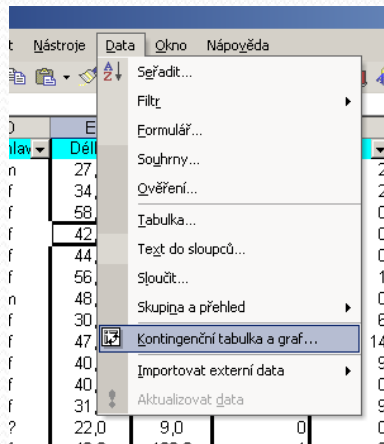 t Nástroje Data Okno Nápověda
Seřadit...
Filtr
Formulář...
Souhrny...
Ověření...
Tabulka...
Text do sloupců...
Sloučit...
Skupina a přehled
Kontingenční tabulka a graf...
Importovat externí data
Aktualizovat data
E
hlav Dél
n 27,
f 34,
f 58,
f 42,
f 44,
f 56,
n 48,
f 30,
f 47, 14
f 40,
f 40,
f 31,
? 22,0 9,0 0